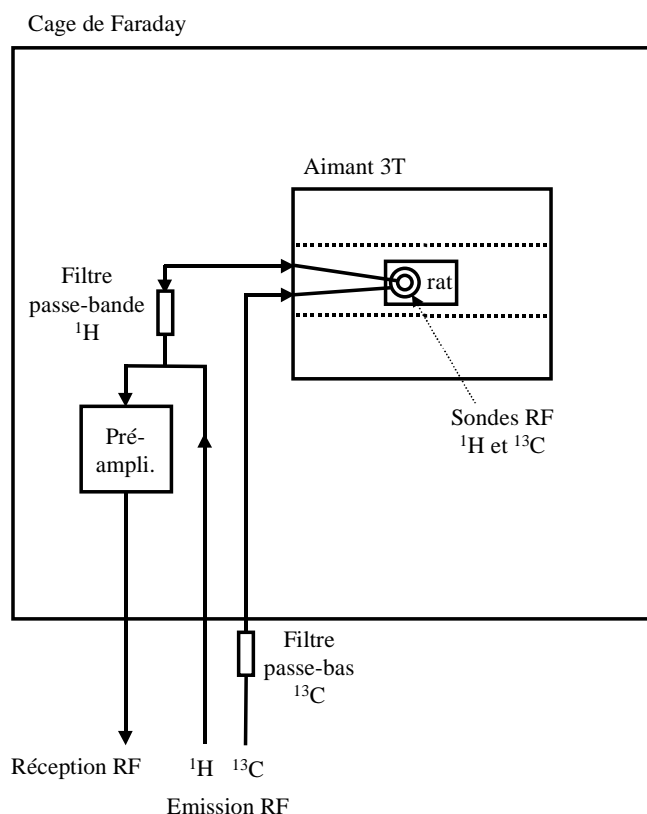 Cage de Faraday
Aimant 3T
Filtre
passe-bande
¹H
rat
Sondes RF
¹H et ¹³C
Pré-
ampli.
Filtre
passe-bas
¹³C
Réception RF
¹H
¹³C
Emission RF